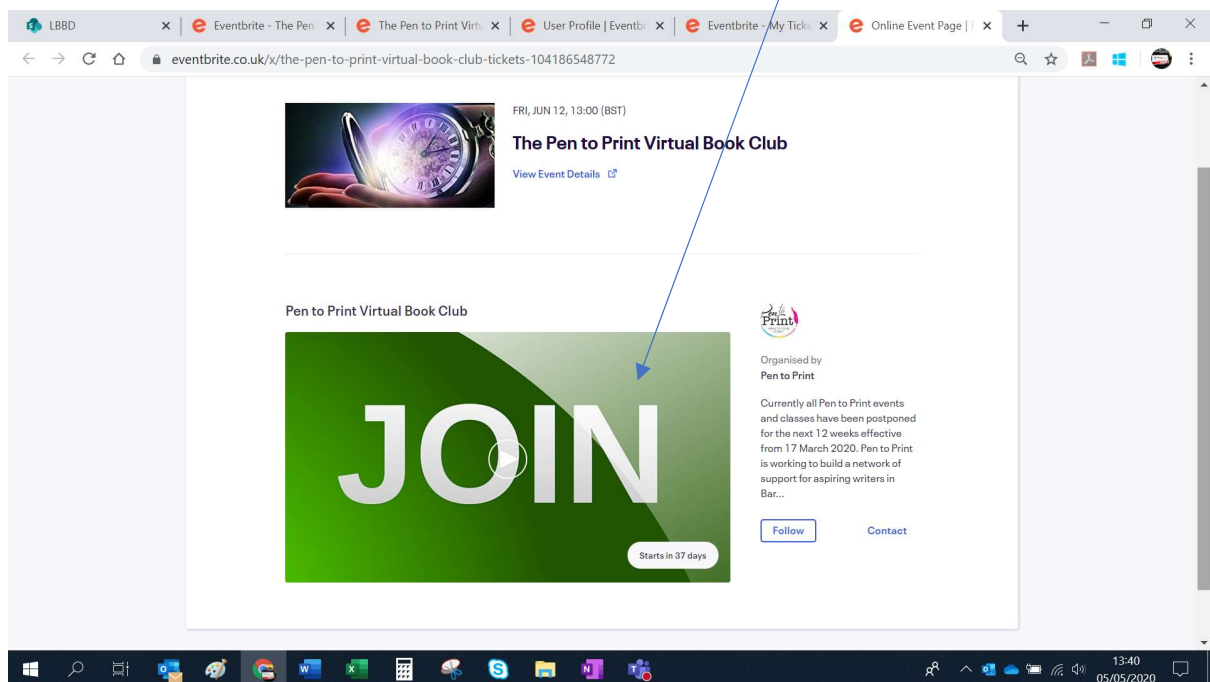 LBBD
Eventbrite - The Pen
The Pen to Print Virtu
User Profile | Eventbr
Eventbrite - My Ticke
Online Event Page |
eventbrite.co.uk/x/the-pen-to-print-virtual-book-club-tickets-104186548772
FRI, JUN 12, 13:00 (BST)
The Pen to Print Virtual Book Club
View Event Details
Pen to Print Virtual Book Club
JOIN
Starts in 37 days
Pen to
Print
Organised by
Pen to Print
Currently all Pen to Print events
and classes have been postponed
for the next 12 weeks effective
from 17 March 2020. Pen to Print
is working to build a network of
support for aspiring writers in
Bar...
Follow
Contact
13:40
05/05/2020